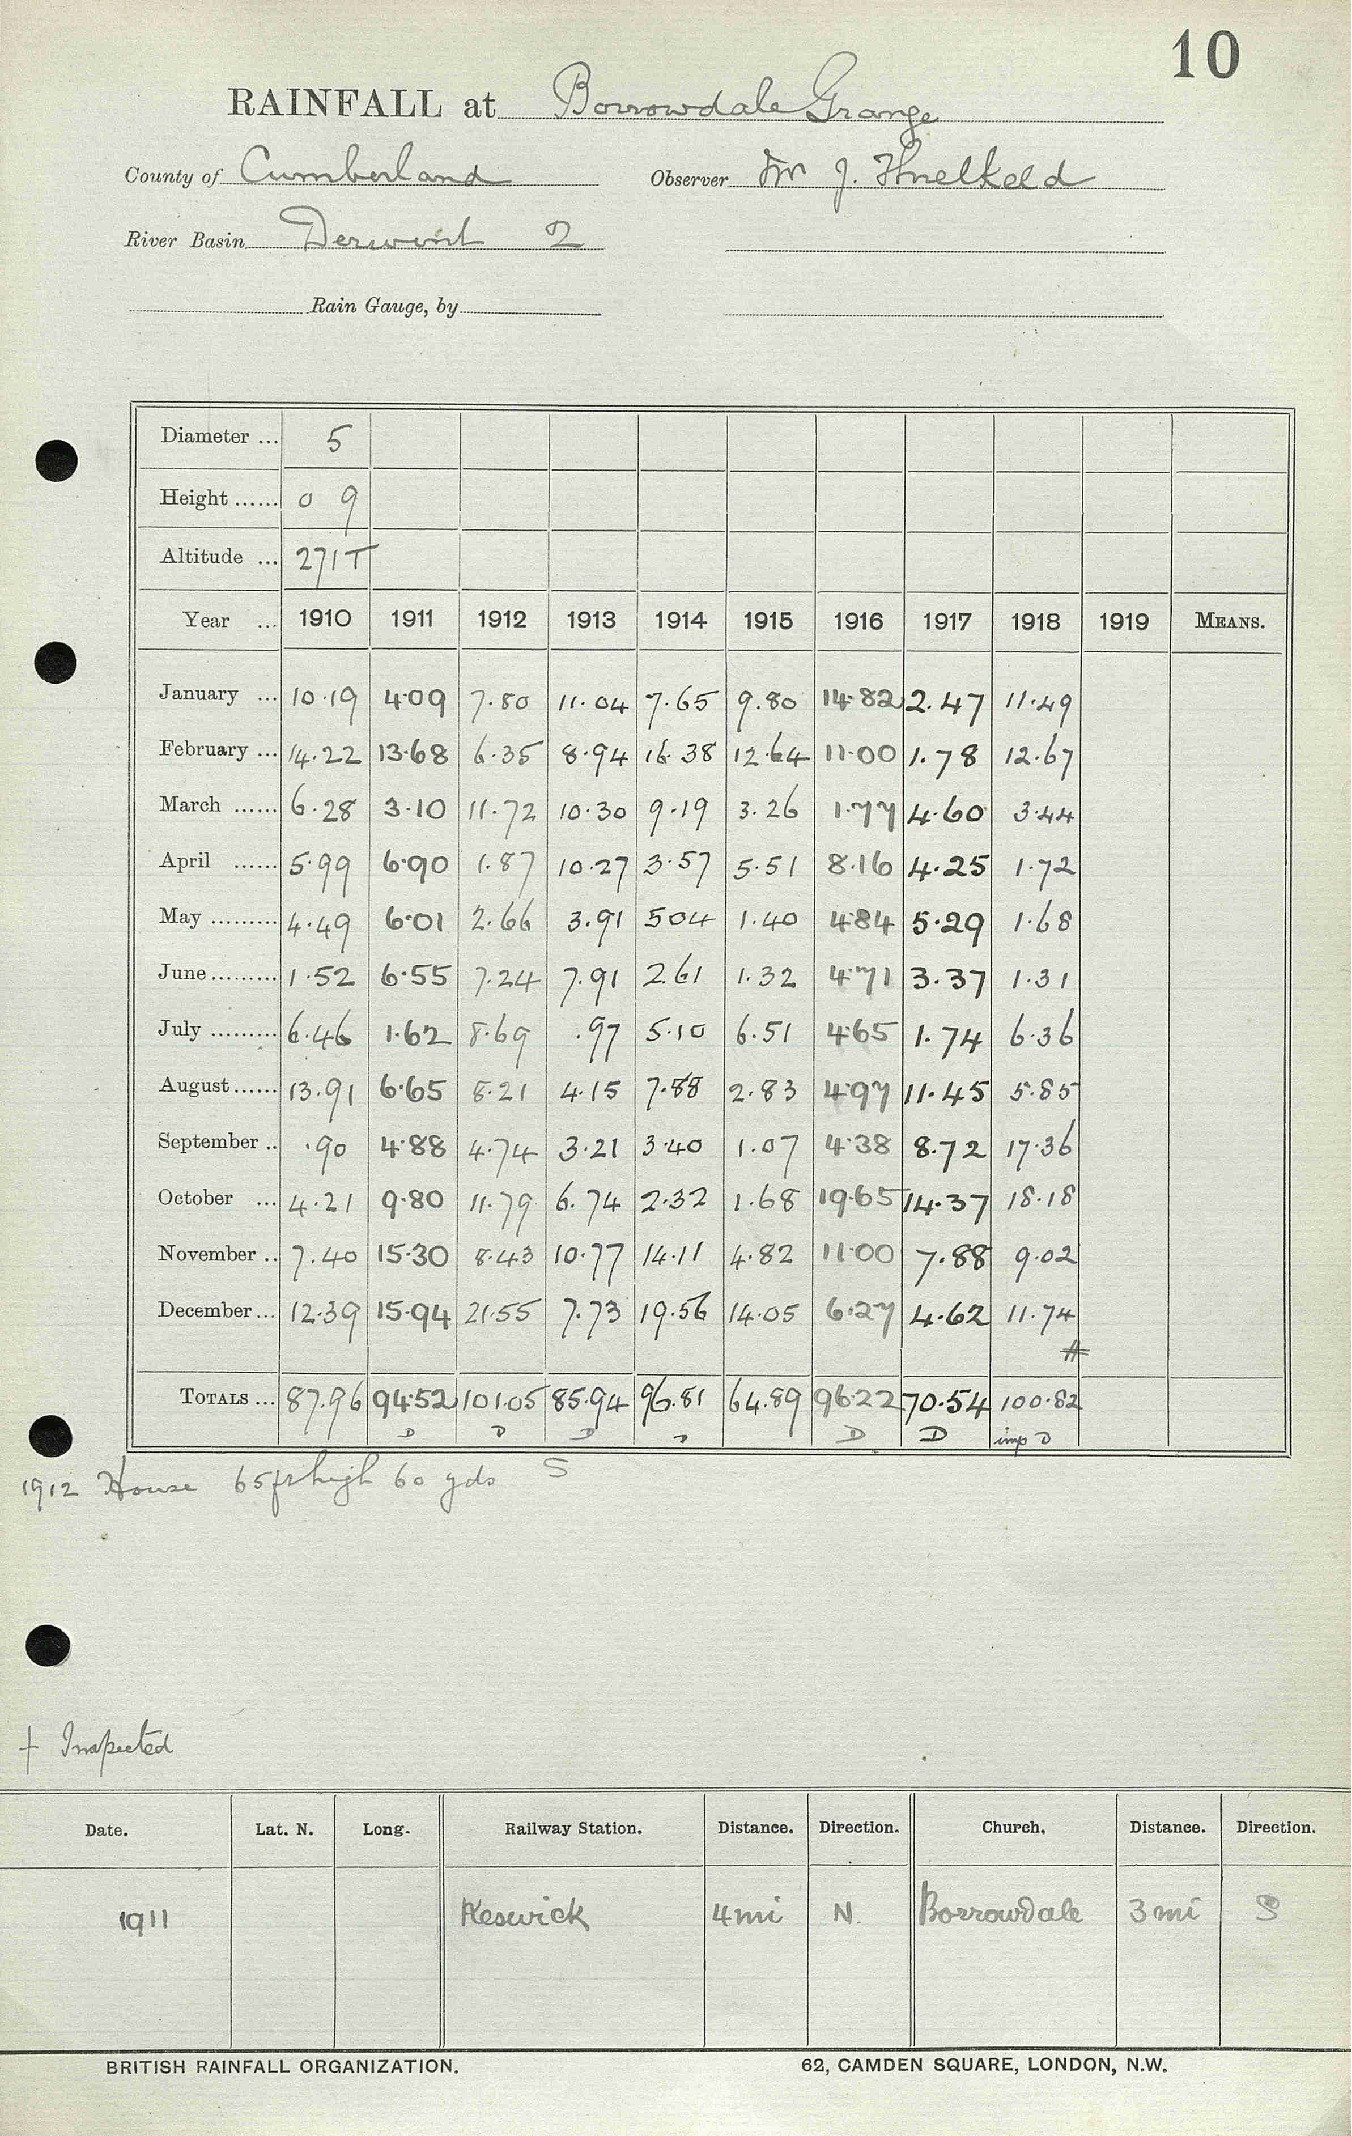 10
RAINFALL at Borrowdale Grange
County of Cumberland Observer J. Threlkeld
River Basin Derwent 2
Rain Gauge, by
Diameter ... 5
Height ...... 0 9
Altitude ... 271T
Year ... 1910 1911 1912 1913 1914 1915 1916 1917 1918 1919 MEANS.
January ... 10.19 4.09 7.80 11.04 7.65 9.80 14.82 2.47 11.49
February ... 14.22 13.68 6.35 8.94 16.38 12.64 11.00 1.78 12.67
March ...... 6.28 3.10 11.72 10.30 9.19 3.26 1.77 4.60 3.44
April ...... 5.99 6.90 1.87 10.27 3.57 5.51 8.16 4.25 1.72
May ......... 4.49 6.01 2.66 3.91 504 1.40 4.84 5.29 1.68
June ......... 1.52 6.55 7.24 7.91 2.61 1.32 4.71 3.37 1.31
July ......... 6.46 1.62 8.69 .97 5.10 6.51 4.65 1.74 6.36
August ...... 13.91 6.65 8.21 4.15 7.88 2.83 4.97 11.45 5.85
September .. .90 4.88 4.74 3.21 3.40 1.07 4.38 8.72 17.36
October ... 4.21 9.80 11.79 6.74 2.32 1.68 19.65 14.37 18.18
November .. 7.40 15.30 8.43 10.77 14.11 4.82 11.00 7.88 9.02
December ... 12.39 15.94 21.55 7.73 19.56 14.05 6.27 4.62 11.74
TOTALS ... 87.96 94.52 101.05 85.94 96.81 64.89 96.22 70.54 100.82
D D D D D D imp D
1912 House 65ft high 60 yds S
† Inspected
Date. Lat. N. Long. Railway Station. Distance. Direction. Church. Distance. Direction.
1911 Keswick 4 mi N. Borrowdale 3 mi S
BRITISH RAINFALL ORGANIZATION. 62, CAMDEN SQUARE, LONDON, N.W.